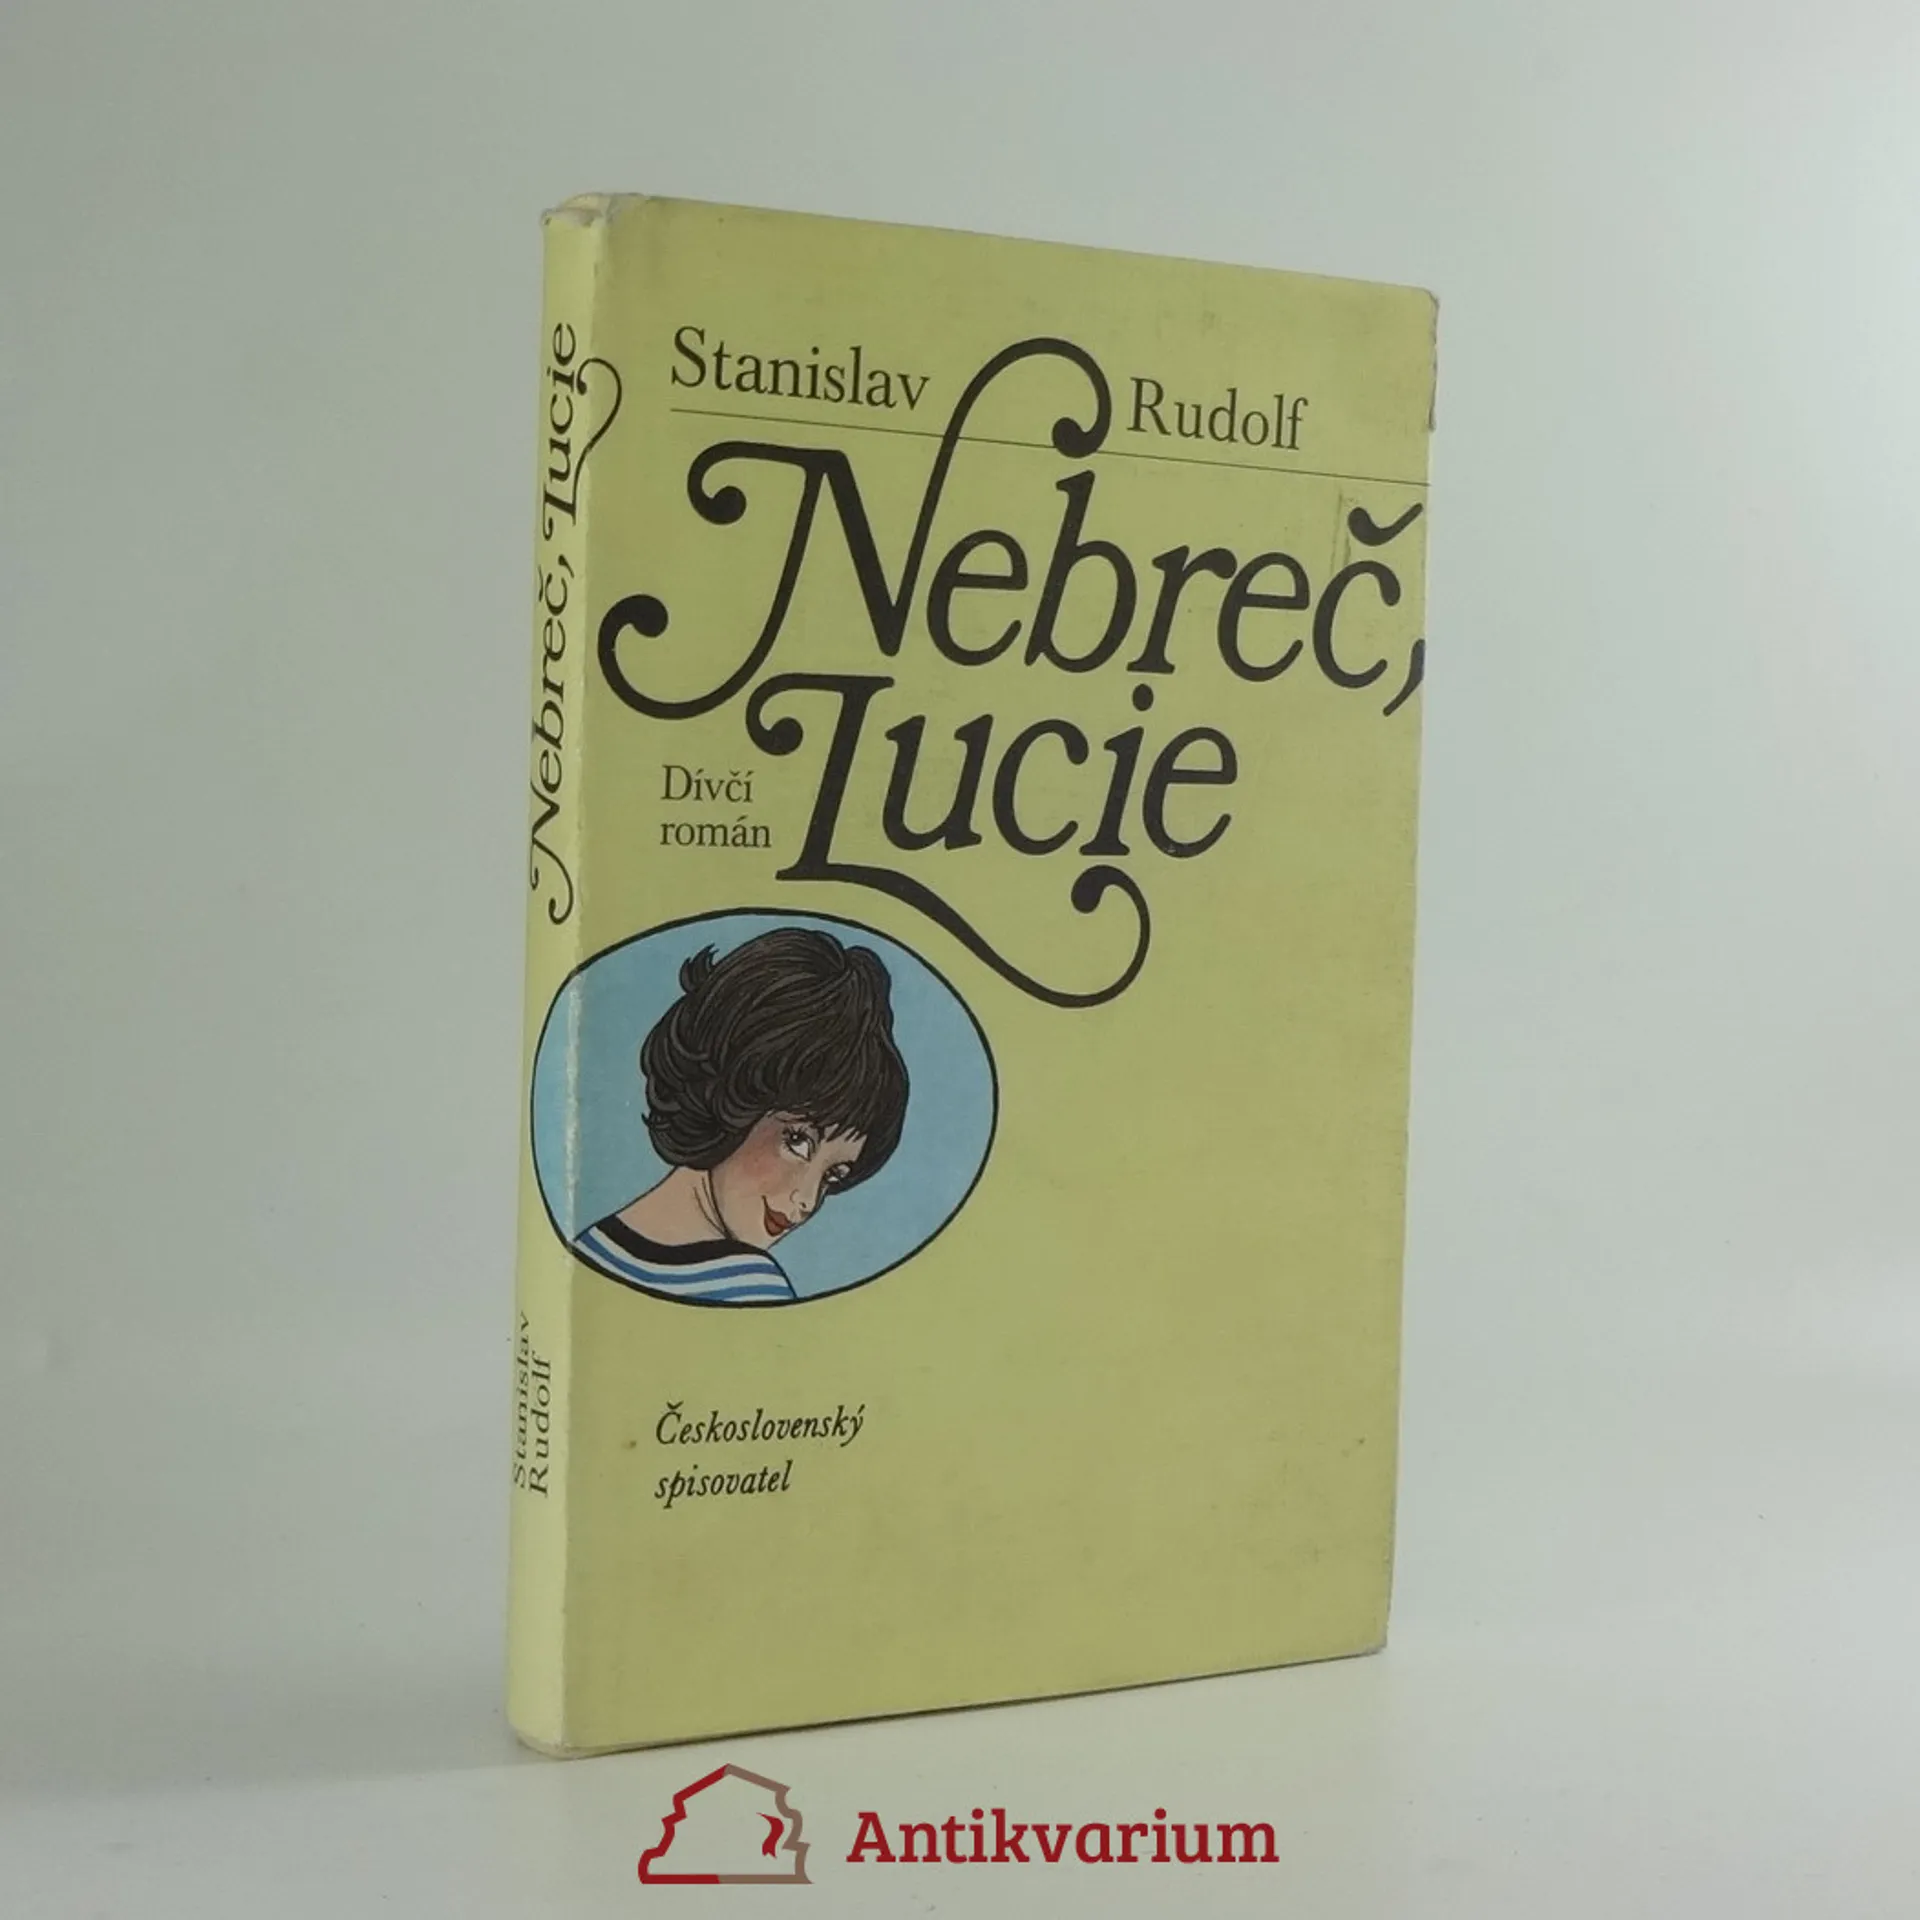 Stanislav Rudolf
Nebreč,
Lucie
Dívčí
román
Československý
spisovatel
Nebreč, Lucie
Stanislav
Rudolf
Antikvarium